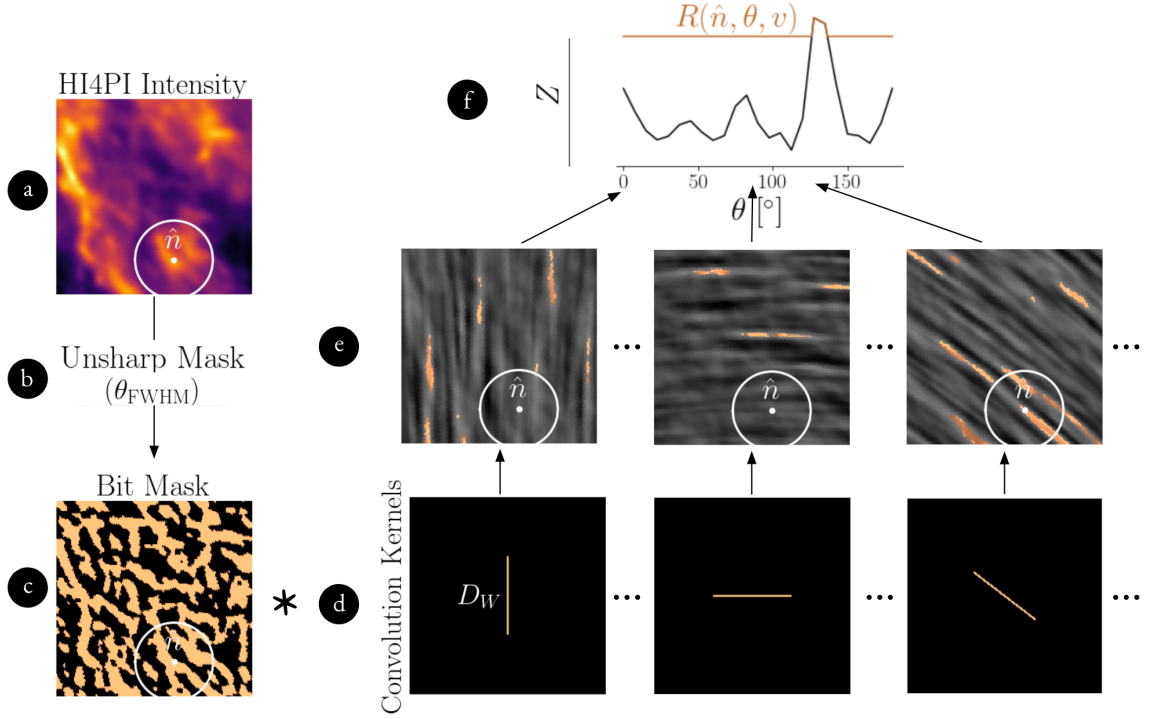 HI4PI Intensity
a
n̂
b
Unsharp Mask
(θ_FWHM)
Bit Mask
c
n̂
*
d
Convolution Kernels
D_W
...
...
...
e
n̂
...
n̂
...
n̂
...
f
R(n̂, θ, v)
Z
0
50
100
150
θ [°]